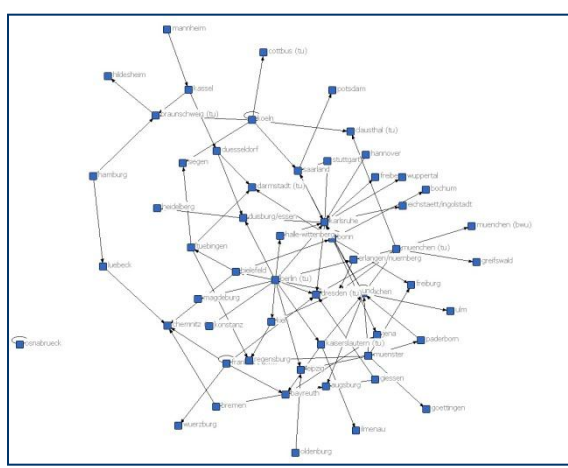 mannheim
cottbus (tu)
hildesheim
kassel
potsdam
braunschweig (tu)
koeln
clausthal (tu)
duesseldorf
hannover
siegen
saarland
stuttgart
hamburg
freiberg
wuppertal
darmstadt (tu)
bochum
heidelberg
eichstaett/ingolstadt
duisburg/essen
karlsruhe
muenchen (bwu)
halle-wittenberg
bonn
tuebingen
muenchen (tu)
erlangen/nuernberg
greifswald
luebeck
bielefeld
berlin (tu)
freiburg
dresden (tu)
magdeburg
ulm
chemnitz
konstanz
kiel
jena
osnabrueck
kaiserslautern (tu)
paderborn
regensburg
muenster
leipzig
giessen
augsburg
bayreuth
bremen
goettingen
wuerzburg
ilmenau
oldenburg